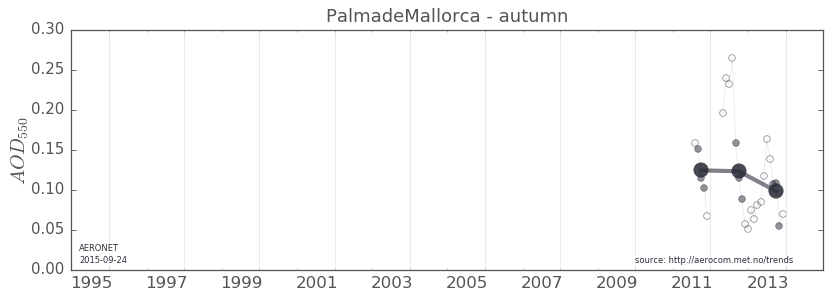 PalmadeMallorca - autumn
0.30
0.25
0.20
0.15
0.10
0.05
0.00
AOD550
AERONET
2015-09-24
source: http://aerocom.met.no/trends
1995 1997 1999 2001 2003 2005 2007 2009 2011 2013